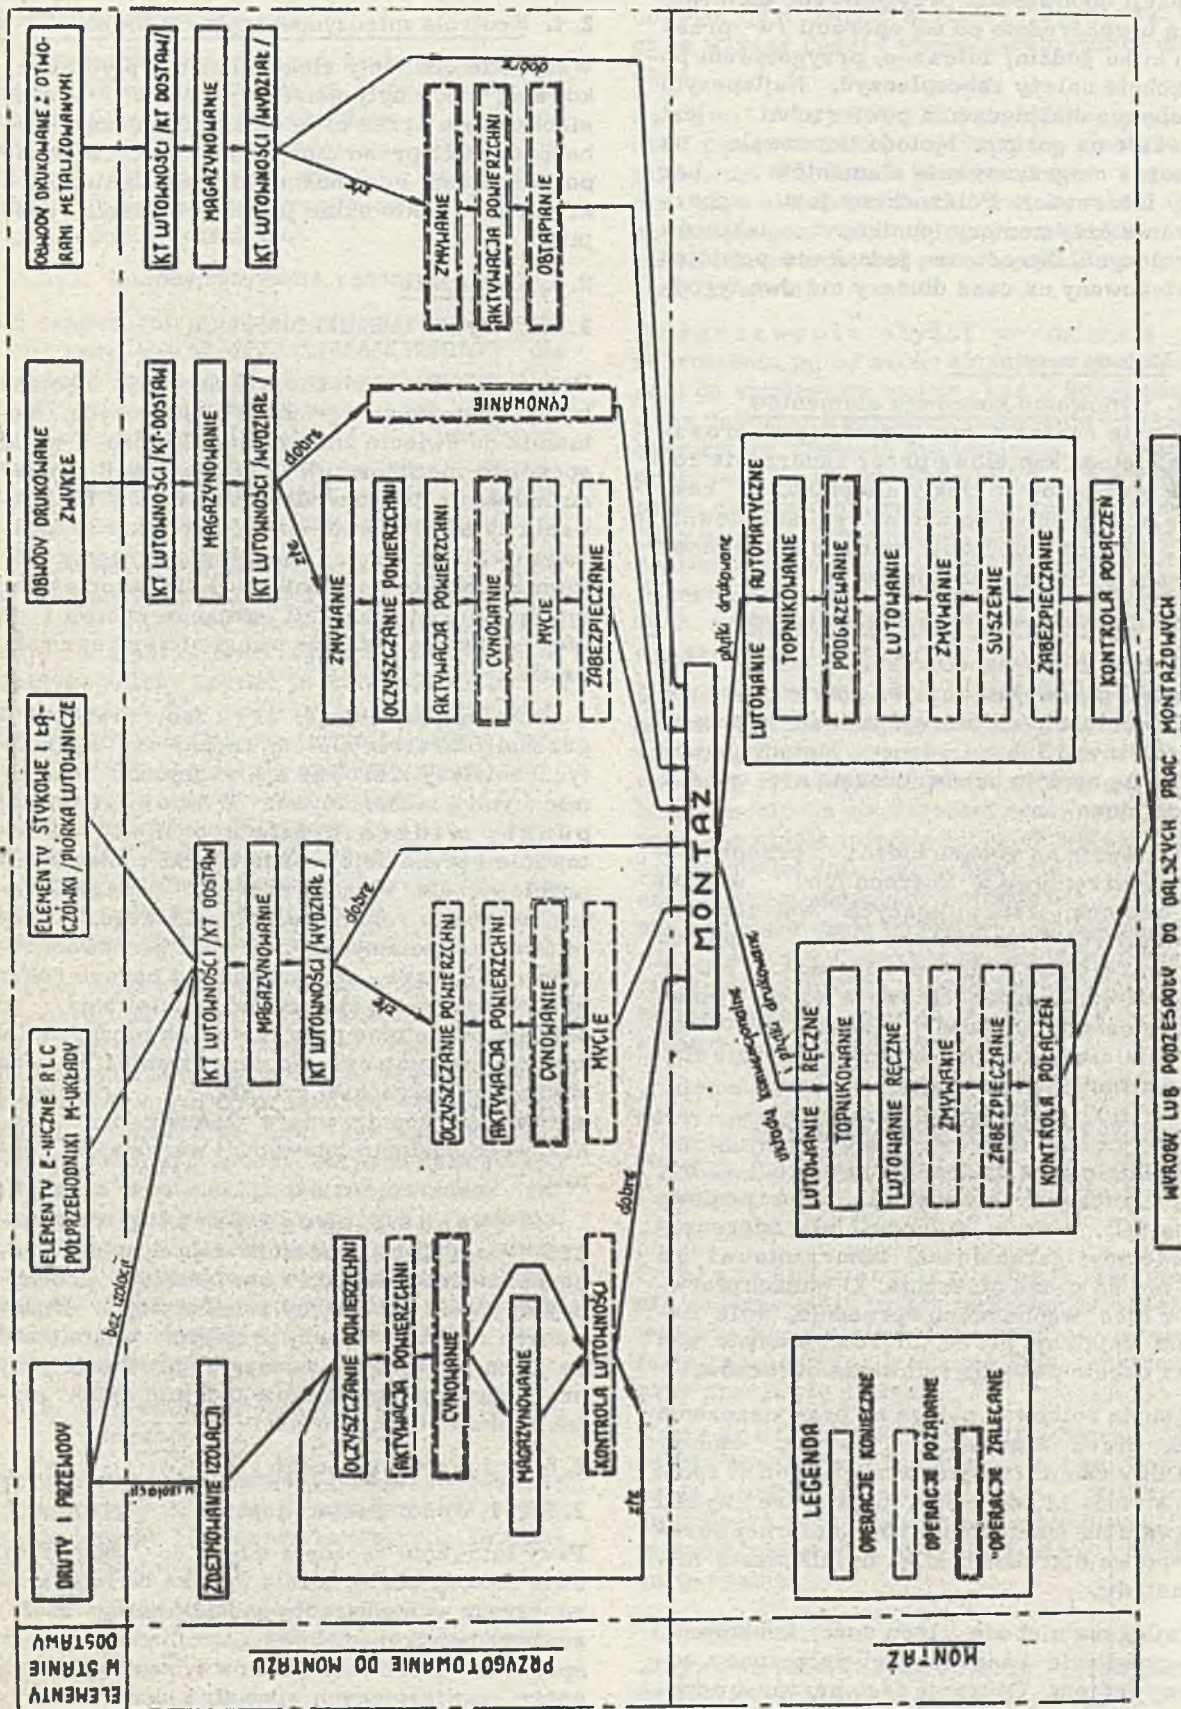 ELEMENTY
W STANIE
DOSTAWY
DRUTY I PRZEWODY
ELEMENTY E-NICZNE RLC
PÓŁPRZEWODNIKI M-UKŁADY
ELEMENTY STYKOWE I ŁĄ-
CZÓWKI /PIÓRKA LUTOWNICZE
OBWODY DRUKOWANE
ZWYKŁE
OBWODY DRUKOWANE Z OTWO-
RAMI METALIZOWANYMI
PRZYGOTOWANIE DO MONTAŻU
w izolacji
bez izolacji
ZDEJMOWANIE IZOLACJI
OCZYSZCZANIE POWIERZCHNI
AKTYWACJA POWIERZCHNI
CYNOWANIE
MAGAZYNOWANIE
KONTROLA LUTOWNOŚCI
złe
dobre
KT LUTOWNOŚCI /KT DOSTAW
MAGAZYNOWANIE
KT LUTOWNOŚCI /WYDZIAŁ/
złe
dobre
OCZYSZCZANIE POWIERZCHNI
AKTYWACJA POWIERZCHNI
CYNOWANIE
MYCIE
KT LUTOWNOŚCI/KT-DOSTAW
MAGAZYNOWANIE
KT LUTOWNOŚCI /WYDZIAŁ/
złe
dobre
ZMYWANIE
OCZYSZCZANIE POWIERZCHNI
AKTYWACJA POWIERZCHNI
CYNOWANIE
MYCIE
ZABEZPIECZANIE
CYNOWANIE
KT LUTOWNOŚCI /KT DOSTAW/
MAGAZYNOWANIE
KT LUTOWNOŚCI /WYDZIAŁ/
złe
dobre
ZMYWANIE
AKTYWACJA POWIERZCHNI
OBTAPIANIE
MONTAŻ
MONTAŻ
układy konwencjonalne
i płytki drukowane
płytki drukowane
LUTOWANIE RĘCZNE
TOPNIKOWANIE
LUTOWANIE RĘCZNE
ZMYWANIE
ZABEZPIECZANIE
KONTROLA POŁĄCZEŃ
LUTOWANIE AUTOMATYCZNE
TOPNIKOWANIE
PODGRZEWANIE
LUTOWANIE
ZMYWANIE
SUSZENIE
ZABEZPIECZANIE
KONTROLA POŁĄCZEŃ
LEGENDA
OPERACJE KONIECZNE
OPERACJE POŻĄDANE
OPERACJE ZALECANE
WYROBY LUB PODZESPOŁY DO DALSZYCH PRAC MONTAŻOWYCH